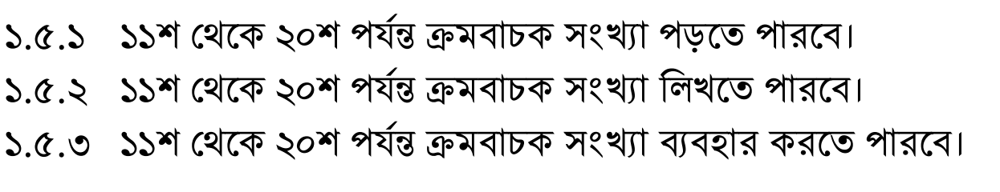 ১.৫.১ ১১শ থেকে ২০শ পর্যন্ত ক্রমবাচক সংখ্যা পড়তে পারবে।
১.৫.২ ১১শ থেকে ২০শ পর্যন্ত ক্রমবাচক সংখ্যা লিখতে পারবে।
১.৫.৩ ১১শ থেকে ২০শ পর্যন্ত ক্রমবাচক সংখ্যা ব্যবহার করতে পারবে।